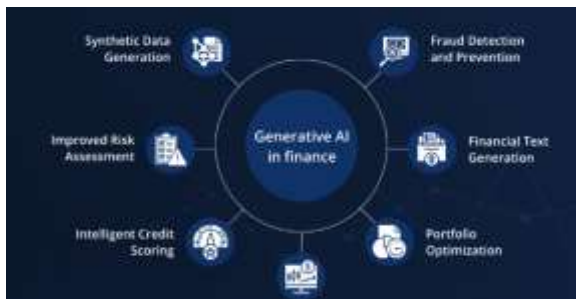 Synthetic Data
Generation
Fraud Detection
and Prevention
Improved Risk
Assessment
Generative AI
in finance
Financial Text
Generation
Intelligent Credit
Scoring
Portfolio
Optimization